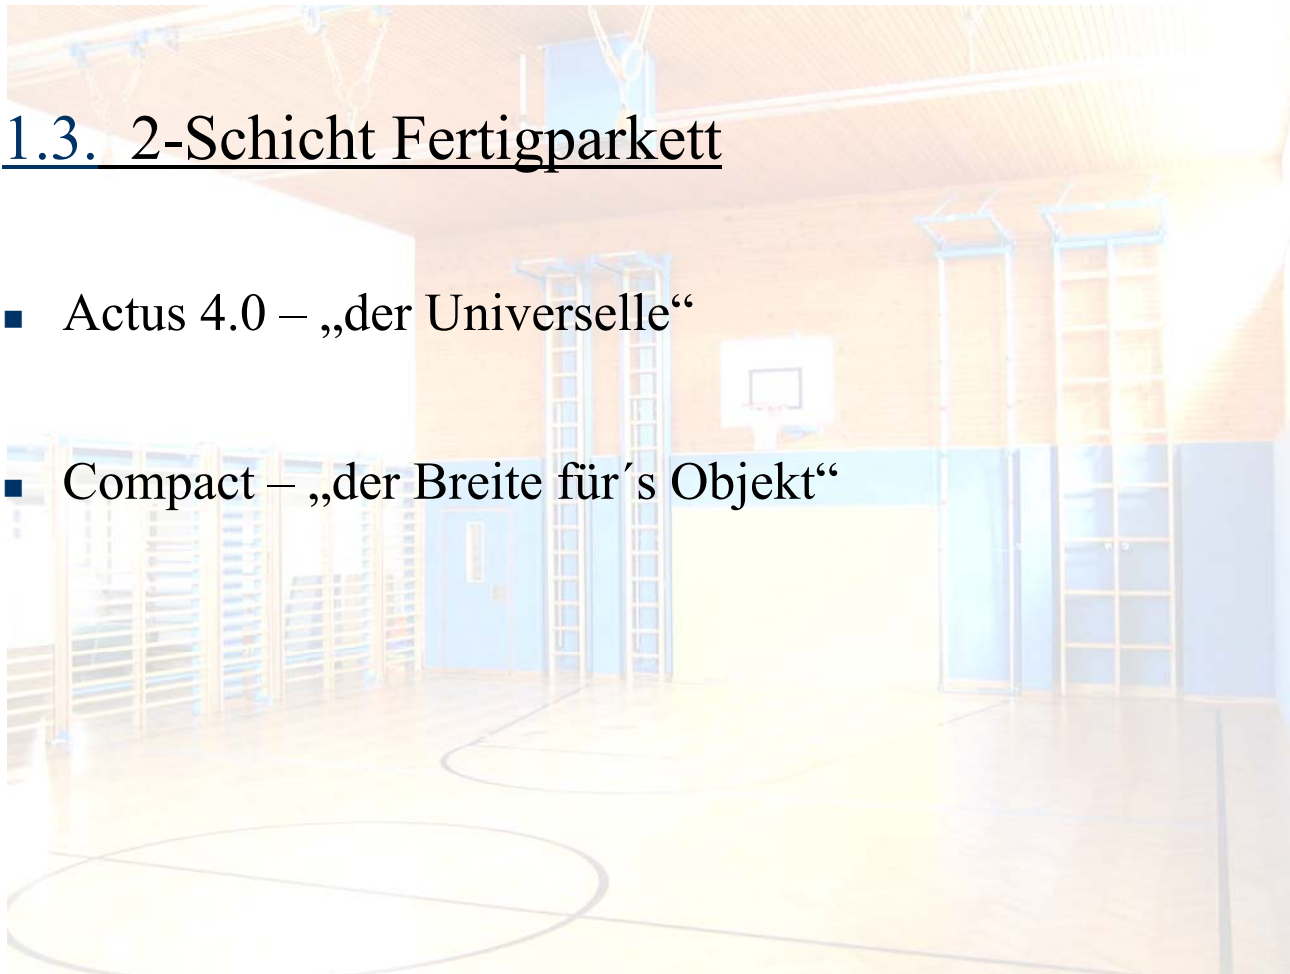 1.3. 2-Schicht Fertigparkett
▪ Actus 4.0 – „der Universelle“
▪ Compact – „der Breite für´s Objekt“